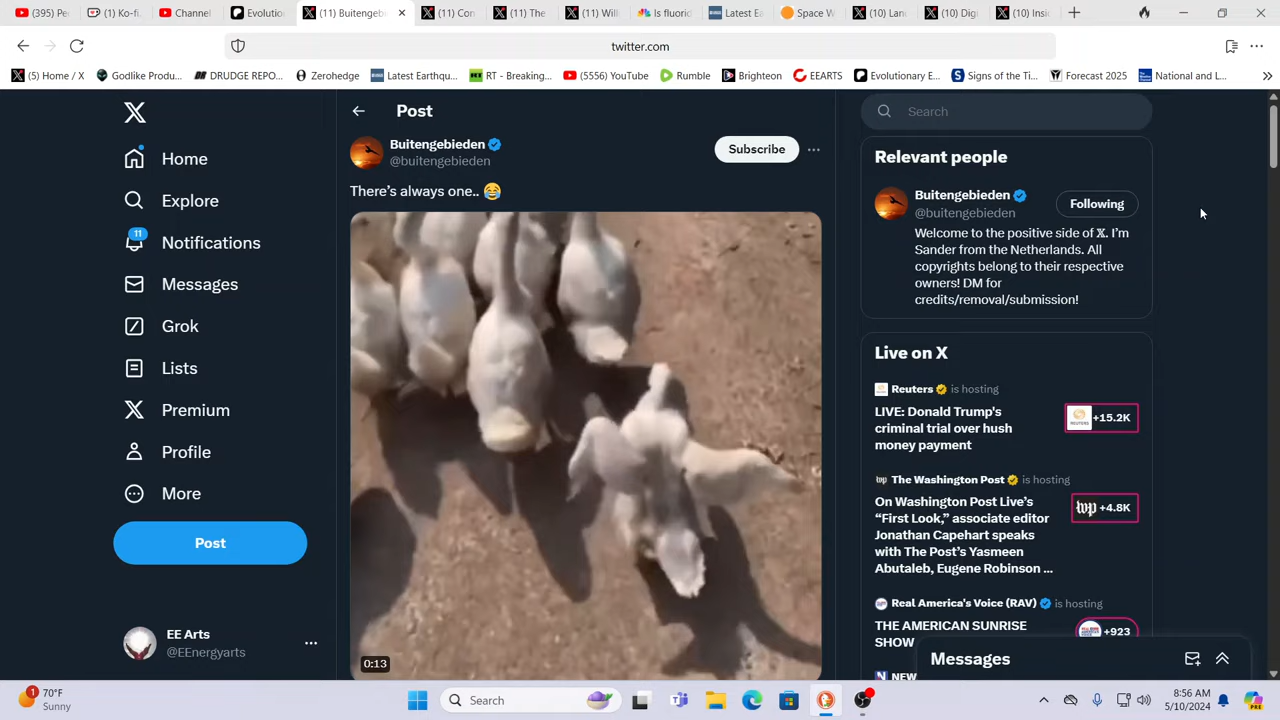 (395) Pe
(1) Ko-f
Channel
Evolutio
(11) Buitengebi
(11) Con
(11) The
(11) Will
Is fluorid
Latest Ea
Space W
(10) Lan
(10) Dig
(10) Insi
twitter.com
(5) Home / X
Godlike Produ...
DRUDGE REPO...
Zerohedge
Latest Earthqu...
RT - Breaking...
(5556) YouTube
Rumble
Brighteon
EEARTS
Evolutionary E...
Signs of the Ti...
Forecast 2025
National and L...
Post
Search
Buitengebieden
@buitengebieden
Subscribe
There's always one.. 😂
0:13
Home
Explore
11
Notifications
Messages
Grok
Lists
Premium
Profile
More
Post
EE Arts
@EEnergyarts
Relevant people
Buitengebieden
@buitengebieden
Following
Welcome to the positive side of 𝕏. I'm
Sander from the Netherlands. All
copyrights belong to their respective
owners! DM for
credits/removal/submission!
Live on X
Reuters is hosting
LIVE: Donald Trump's
criminal trial over hush
money payment
+15.2K
The Washington Post is hosting
On Washington Post Live's
"First Look," associate editor
Jonathan Capehart speaks
with The Post's Yasmeen
Abutaleb, Eugene Robinson ...
wp +4.8K
Real America's Voice (RAV) is hosting
THE AMERICAN SUNRISE
SHOW
+923
NEW
Messages
1
70°F
Sunny
Search
8:36 AM
5/10/2024